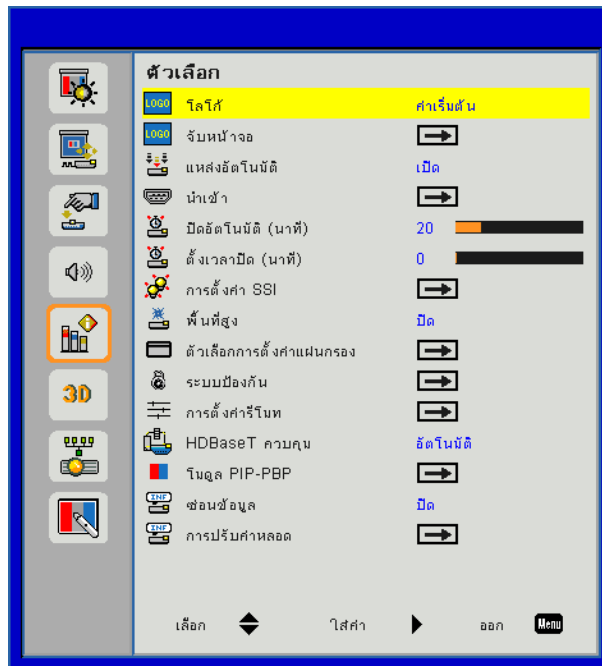 ตัวเลือก
LOGO โลโก้ ค่าเริ่มต้น
LOGO จับหน้าจอ
แหล่งอัตโนมัติ เปิด
นำเข้า
ปิดอัตโนมัติ (นาที) 20
ตั้งเวลาปิด (นาที) 0
การตั้งค่า SSI
พื้นที่สูง ปิด
ตัวเลือกการตั้งค่าแผ่นกรอง
ระบบป้องกัน
การตั้งค่ารีโมท
3D
HDBaseT ควบคุม อัตโนมัติ
โมดูล PIP-PBP
INF ซ่อนข้อมูล ปิด
INF การปรับค่าหลอด
เลือก ใส่ค่า ออก Menu